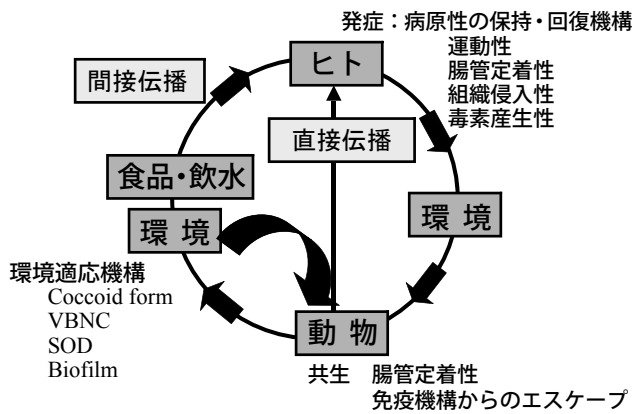 発症：病原性の保持・回復機構
運動性
腸管定着性
組織侵入性
毒素産生性
ヒト
間接伝播
直接伝播
食品・飲水
環 境
環 境
環境適応機構
Coccoid form
VBNC
SOD
Biofilm
動 物
共生 腸管定着性
免疫機構からのエスケープ